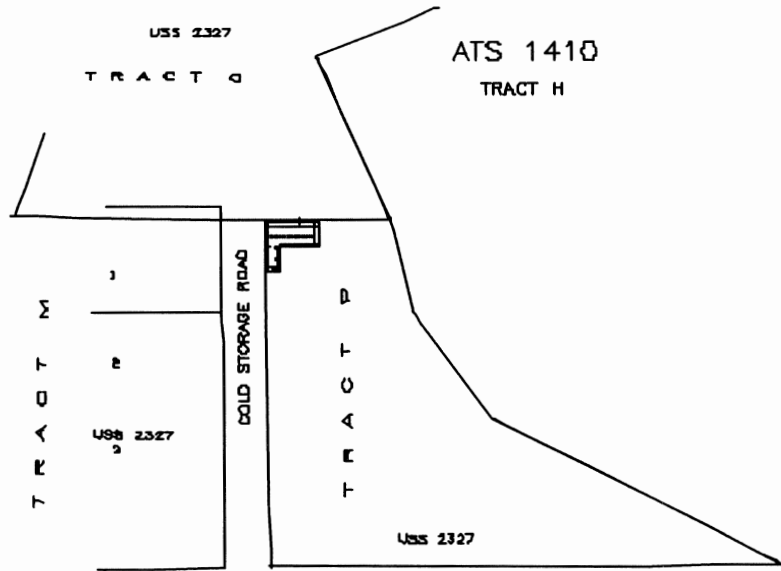 USS 2327
TRACT G
ATS 1410
TRACT H
COLD STORAGE ROAD
1
TRACT M
2
USS 2327
TRACT P
USS 2327